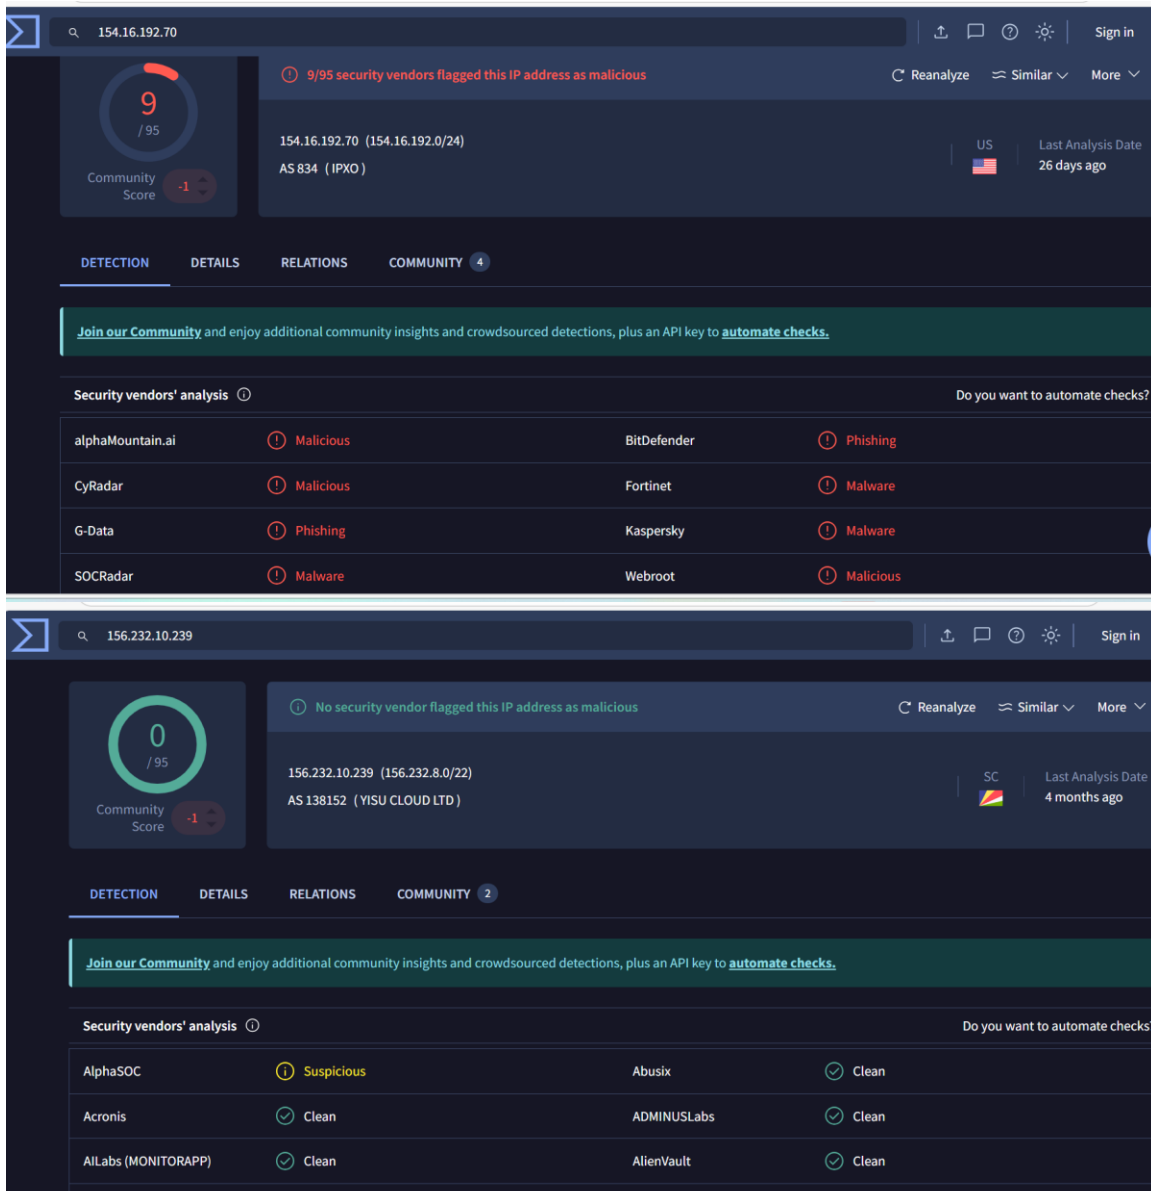 154.16.192.70
Sign in
9
/ 95
Community
Score
-1
9/95 security vendors flagged this IP address as malicious
Reanalyze
Similar
More
154.16.192.70 (154.16.192.0/24)
AS 834 ( IPXO )
US
Last Analysis Date
26 days ago
DETECTION DETAILS RELATIONS COMMUNITY 4
Join our Community and enjoy additional community insights and crowdsourced detections, plus an API key to automate checks.
Security vendors' analysis
Do you want to automate checks?
alphaMountain.ai Malicious BitDefender Phishing
CyRadar Malicious Fortinet Malware
G-Data Phishing Kaspersky Malware
SOCRadar Malware Webroot Malicious
156.232.10.239
Sign in
0
/ 95
Community
Score
-1
No security vendor flagged this IP address as malicious
Reanalyze
Similar
More
156.232.10.239 (156.232.8.0/22)
AS 138152 ( YISU CLOUD LTD )
SC
Last Analysis Date
4 months ago
DETECTION DETAILS RELATIONS COMMUNITY 2
Join our Community and enjoy additional community insights and crowdsourced detections, plus an API key to automate checks.
Security vendors' analysis
Do you want to automate checks?
AlphaSOC Suspicious Abusix Clean
Acronis Clean ADMINUSLabs Clean
AILabs (MONITORAPP) Clean AlienVault Clean